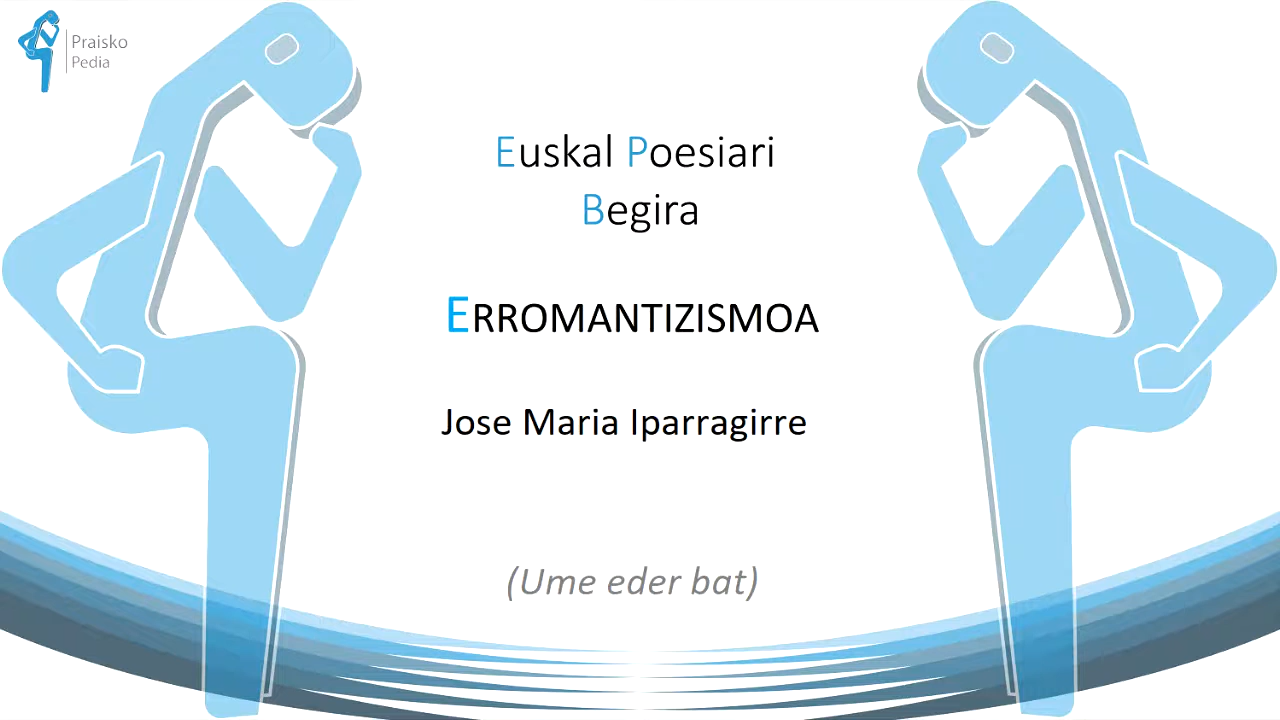 Praisko
Pedia
Euskal Poesiari
Begira
ERROMANTIZISMOA
Jose Maria Iparragirre
(Ume eder bat)